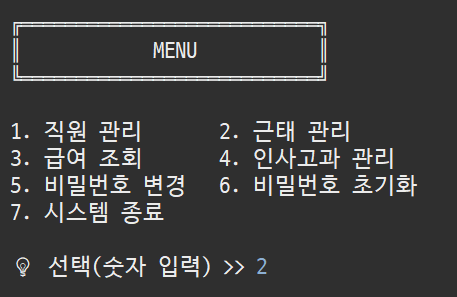 MENU
1. 직원 관리 2. 근태 관리
3. 급여 조회 4. 인사고과 관리
5. 비밀번호 변경 6. 비밀번호 초기화
7. 시스템 종료
💡 선택(숫자 입력) >> 2